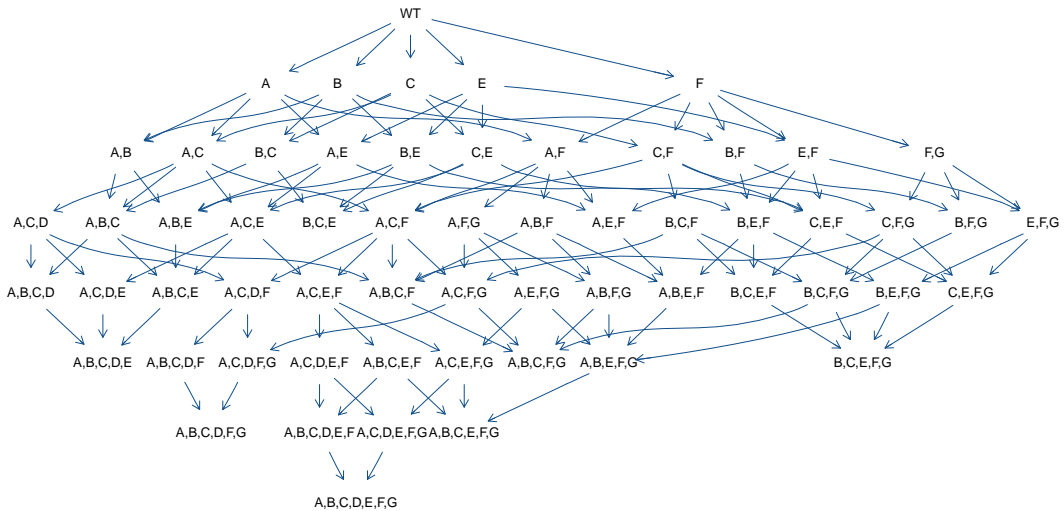 WT
A B C E F
A,B A,C B,C A,E B,E C,E A,F C,F B,F E,F F,G
A,C,D A,B,C A,B,E A,C,E B,C,E A,C,F A,F,G A,B,F A,E,F B,C,F B,E,F C,E,F C,F,G B,F,G E,F,G
A,B,C,D A,C,D,E A,B,C,E A,C,D,F A,C,E,F A,B,C,F A,C,F,G A,E,F,G A,B,F,G A,B,E,F B,C,E,F B,C,F,G B,E,F,G C,E,F,G
A,B,C,D,E A,B,C,D,F A,C,D,F,G A,C,D,E,F A,B,C,E,F A,C,E,F,G A,B,C,F,G A,B,E,F,G B,C,E,F,G
A,B,C,D,F,G A,B,C,D,E,F A,C,D,E,F,G A,B,C,E,F,G
A,B,C,D,E,F,G